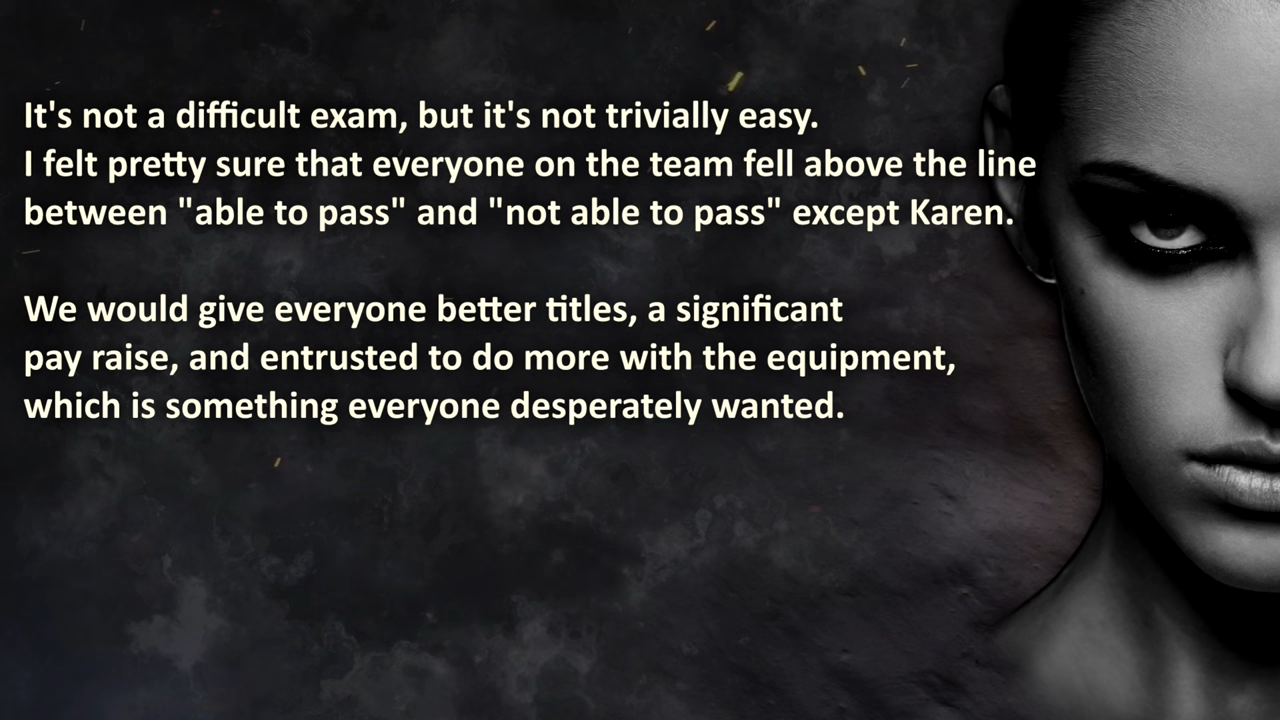 It's not a difficult exam, but it's not trivially easy.
I felt pretty sure that everyone on the team fell above the line
between "able to pass" and "not able to pass" except Karen.
We would give everyone better titles, a significant
pay raise, and entrusted to do more with the equipment,
which is something everyone desperately wanted.